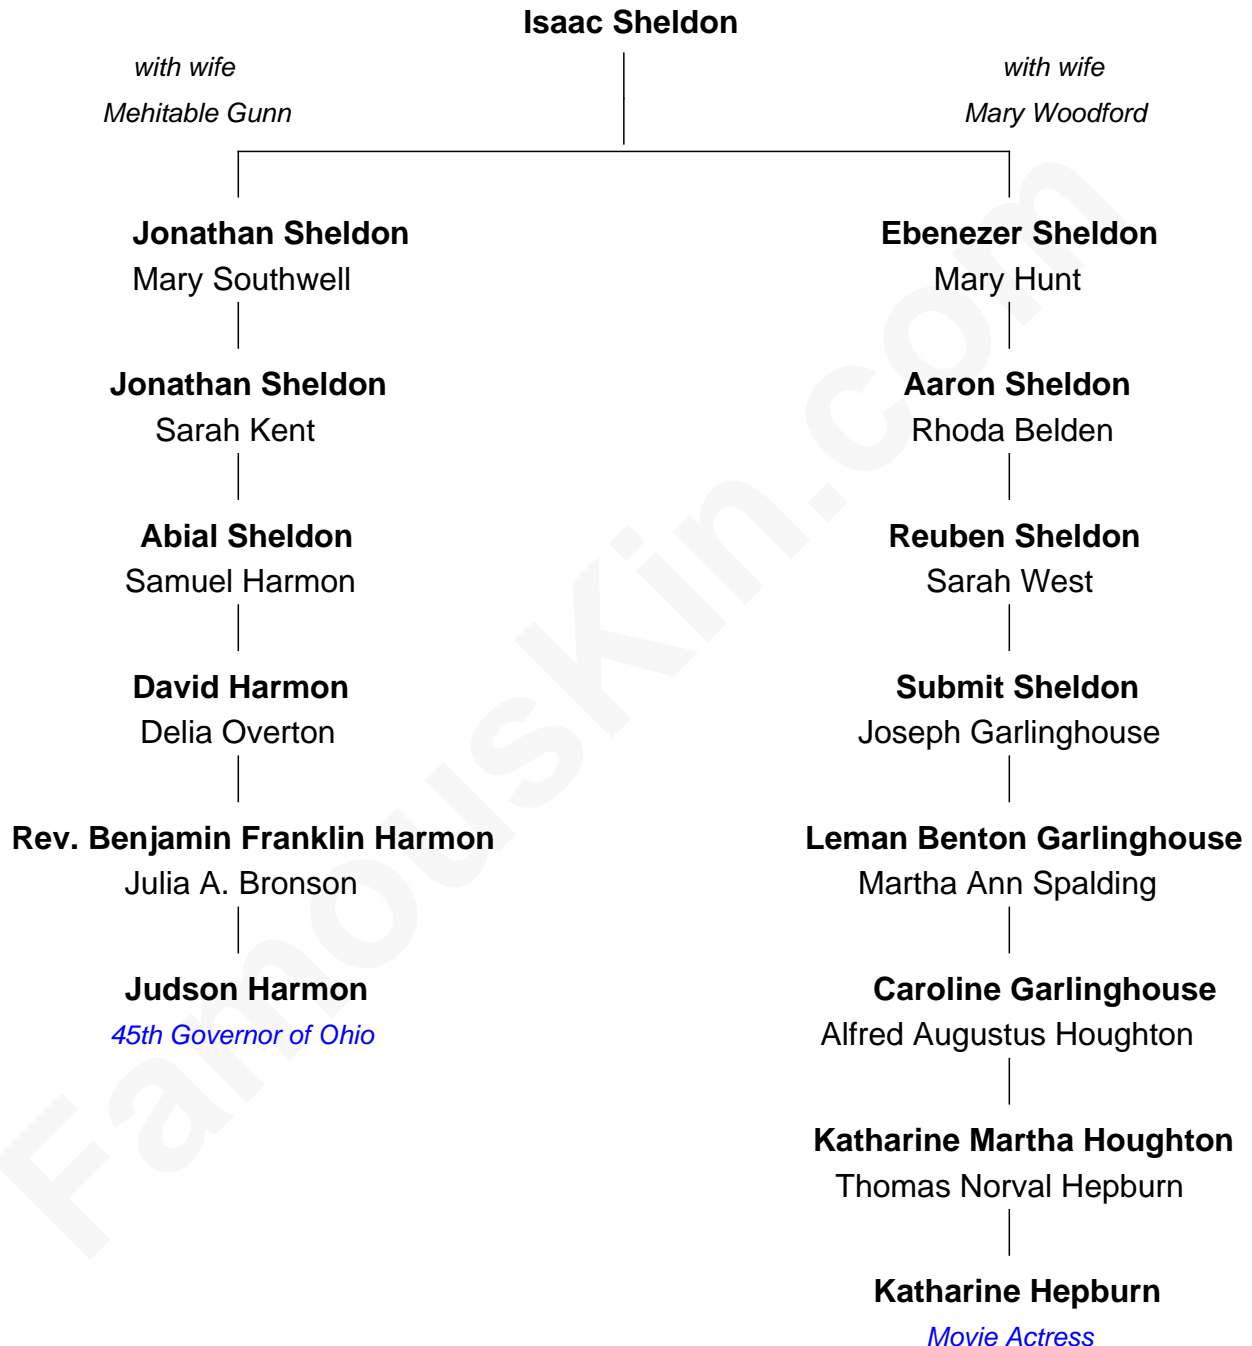 Isaac Sheldon
with wife
Mehitable Gunn
with wife
Mary Woodford
Jonathan Sheldon
Mary Southwell
Ebenezer Sheldon
Mary Hunt
Jonathan Sheldon
Sarah Kent
Aaron Sheldon
Rhoda Belden
Abial Sheldon
Samuel Harmon
Reuben Sheldon
Sarah West
David Harmon
Delia Overton
Submit Sheldon
Joseph Garlinghouse
Rev. Benjamin Franklin Harmon
Julia A. Bronson
Leman Benton Garlinghouse
Martha Ann Spalding
Judson Harmon
45th Governor of Ohio
Caroline Garlinghouse
Alfred Augustus Houghton
Katharine Martha Houghton
Thomas Norval Hepburn
Katharine Hepburn
Movie Actress
FamousKin.com